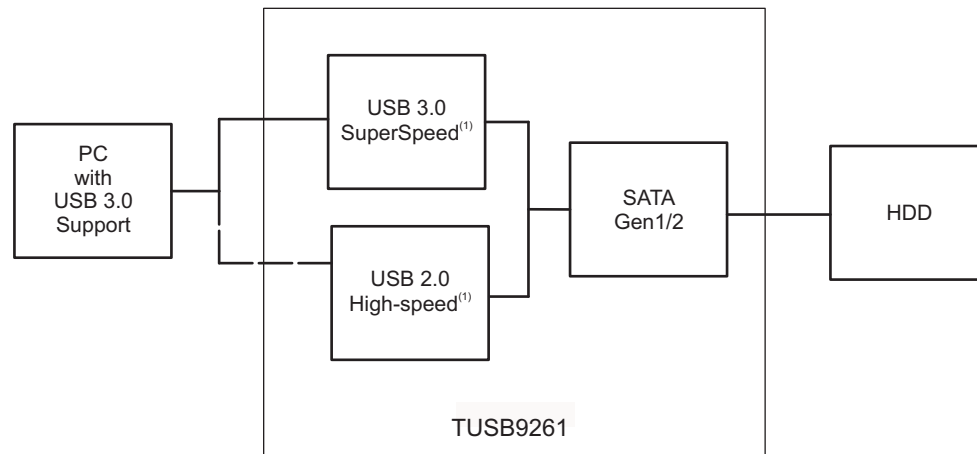 PC
with
USB 3.0
Support
USB 3.0
SuperSpeed(1)
USB 2.0
High-speed(1)
SATA
Gen1/2
HDD
TUSB9261